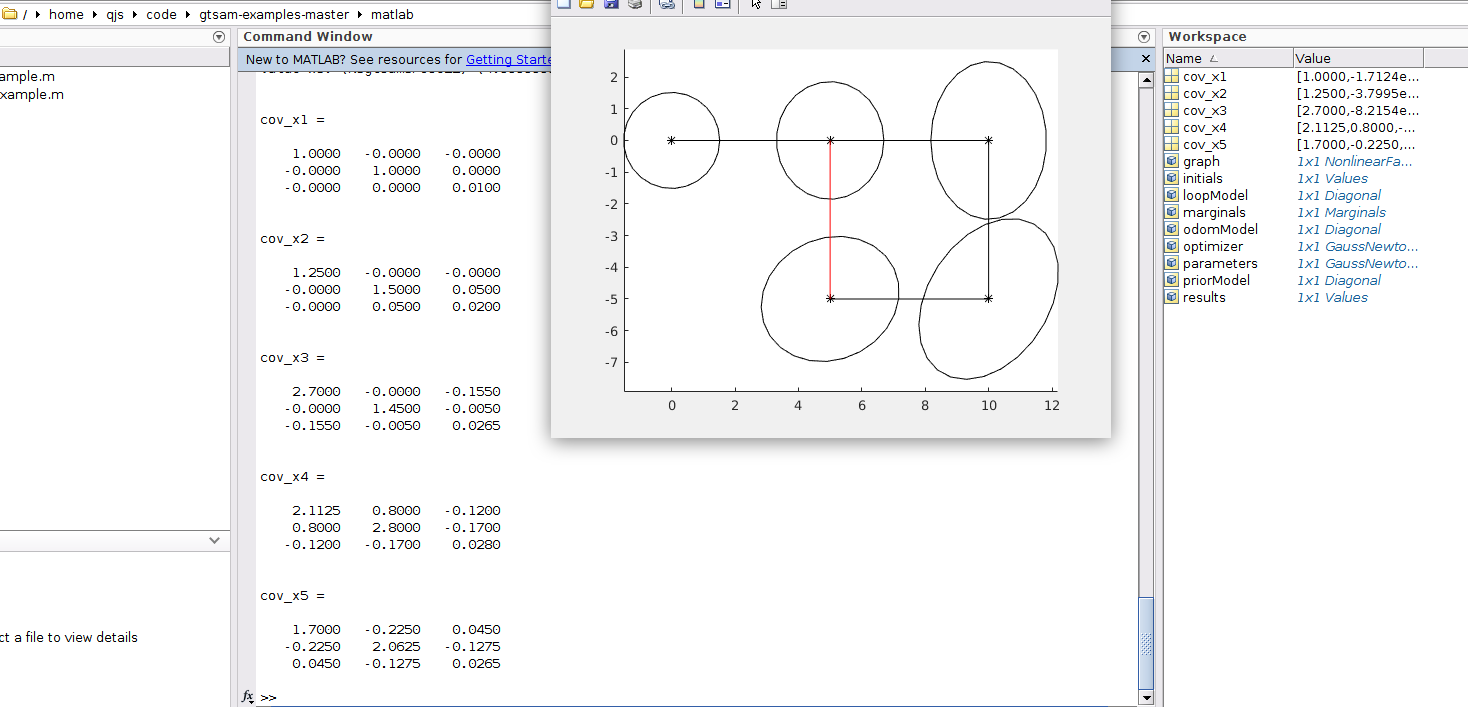 / home qjs code gtsam-examples-master matlab
ample.m
xample.m
ct a file to view details
Command Window
New to MATLAB? See resources for Getting Starte
cov_x1 =
1.0000 -0.0000 -0.0000
-0.0000 1.0000 0.0000
-0.0000 0.0000 0.0100
cov_x2 =
1.2500 -0.0000 -0.0000
-0.0000 1.5000 0.0500
-0.0000 0.0500 0.0200
cov_x3 =
2.7000 -0.0000 -0.1550
-0.0000 1.4500 -0.0050
-0.1550 -0.0050 0.0265
cov_x4 =
2.1125 0.8000 -0.1200
0.8000 2.8000 -0.1700
-0.1200 -0.1700 0.0280
cov_x5 =
1.7000 -0.2250 0.0450
-0.2250 2.0625 -0.1275
0.0450 -0.1275 0.0265
fx >>
2
1
0
-1
-2
-3
-4
-5
-6
-7
0 2 4 6 8 10 12
Workspace
Name Value
cov_x1 [1.0000,-1.7124e...
cov_x2 [1.2500,-3.7995e...
cov_x3 [2.7000,-8.2154e...
cov_x4 [2.1125,0.8000,-...
cov_x5 [1.7000,-0.2250,...
graph 1x1 NonlinearFa...
initials 1x1 Values
loopModel 1x1 Diagonal
marginals 1x1 Marginals
odomModel 1x1 Diagonal
optimizer 1x1 GaussNewto...
parameters 1x1 GaussNewto...
priorModel 1x1 Diagonal
results 1x1 Values